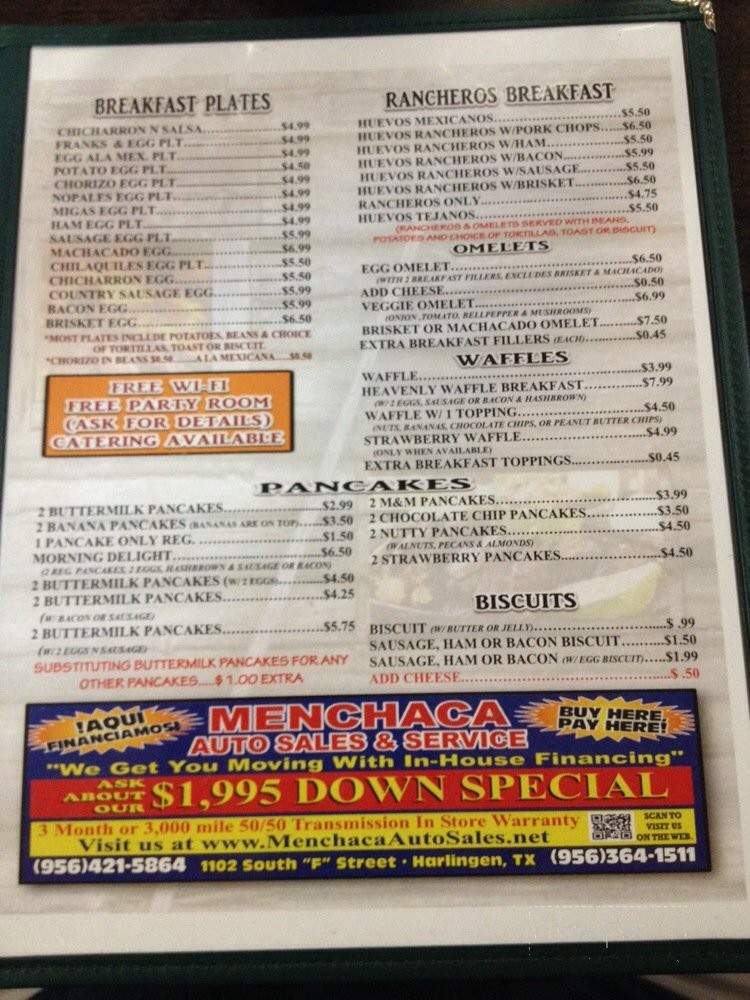 BREAKFAST PLATES
CHICHARRON N SALSA.....$4.99
FRANKS & EGG PLT.....$4.99
EGG ALA MEX. PLT.....$4.99
POTATO EGG PLT.....$4.50
CHORIZO EGG PLT.....$4.99
NOPALES EGG PLT.....$4.99
MIGAS EGG PLT.....$4.99
HAM EGG PLT.....$4.99
SAUSAGE EGG PLT.....$5.99
MACHACADO EGG.....$6.99
CHILAQUILES EGG PLT.....$5.50
CHICHARRON EGG.....$5.50
COUNTRY SAUSAGE EGG.....$5.99
BACON EGG.....$5.99
BRISKET EGG.....$6.50
*MOST PLATES INCLUDE POTATOES, BEANS & CHOICE
OF TORTILLAS, TOAST OR BISCUIT.
*CHORIZO IN BEANS $0.50.....A LA MEXICANA.....$0.50
FREE WI-FI
FREE PARTY ROOM
(ASK FOR DETAILS)
CATERING AVAILABLE
RANCHEROS BREAKFAST
HUEVOS MEXICANOS.....$5.50
HUEVOS RANCHEROS W/PORK CHOPS.....$6.50
HUEVOS RANCHEROS W/HAM.....$5.50
HUEVOS RANCHEROS W/BACON.....$5.99
HUEVOS RANCHEROS W/SAUSAGE.....$5.50
HUEVOS RANCHEROS W/BRISKET.....$6.50
RANCHEROS ONLY.....$4.75
HUEVOS TEJANOS.....$5.50
(RANCHEROS & OMELETS SERVED WITH BEANS,
POTATOES AND CHOICE OF TORTILLAS, TOAST OR BISCUIT)
OMELETS
EGG OMELET.....$6.50
(WITH 2 BREAKFAST FILLERS, EXCLUDES BRISKET & MACHACADO)
ADD CHEESE.....$0.50
VEGGIE OMELET.....$6.99
(ONION, TOMATO, BELLPEPPER & MUSHROOMS)
BRISKET OR MACHACADO OMELET.....$7.50
EXTRA BREAKFAST FILLERS (EACH).....$0.45
WAFFLES
WAFFLE.....$3.99
HEAVENLY WAFFLE BREAKFAST.....$7.99
(W/ 2 EGGS, SAUSAGE OR BACON & HASHBROWN)
WAFFLE W/ 1 TOPPING.....$4.50
(NUTS, BANANAS, CHOCOLATE CHIPS, OR PEANUT BUTTER CHIPS)
STRAWBERRY WAFFLE.....$4.99
(ONLY WHEN AVAILABLE)
EXTRA BREAKFAST TOPPINGS.....$0.45
PANCAKES
2 BUTTERMILK PANCAKES.....$2.99
2 BANANA PANCAKES (BANANAS ARE ON TOP).....$3.50
1 PANCAKE ONLY REG. .....$1.50
MORNING DELIGHT.....$6.50
(2 REG. PANCAKES, 2 EGGS, HASHBROWN & SAUSAGE OR BACON)
2 BUTTERMILK PANCAKES (W/ 2 EGGS).....$4.50
2 BUTTERMILK PANCAKES.....$4.25
(W/ BACON OR SAUSAGE)
2 BUTTERMILK PANCAKES.....$5.75
(W/ 2 EGGS N SAUSAGE)
SUBSTITUTING BUTTERMILK PANCAKES FOR ANY
OTHER PANCAKES.....$1.00 EXTRA
2 M&M PANCAKES.....$3.99
2 CHOCOLATE CHIP PANCAKES.....$3.50
2 NUTTY PANCAKES.....$4.50
(WALNUTS, PECANS & ALMONDS)
2 STRAWBERRY PANCAKES.....$4.50
BISCUITS
BISCUIT (W/ BUTTER OR JELLY).....$ .99
SAUSAGE, HAM OR BACON BISCUIT.....$1.50
SAUSAGE, HAM OR BACON (W/ EGG BISCUIT).....$1.99
ADD CHEESE.....$ .50
!AQUI FINANCIAMOS!
MENCHACA
AUTO SALES & SERVICE
BUY HERE, PAY HERE!
"We Get You Moving With In-House Financing"
ASK ABOUT OUR $1,995 DOWN SPECIAL
3 Month or 3,000 mile 50/50 Transmission In Store Warranty
Visit us at www.MenchacaAutoSales.net
SCAN TO VISIT US ON THE WEB.
(956)421-5864 1102 South "F" Street • Harlingen, TX (956)364-1511